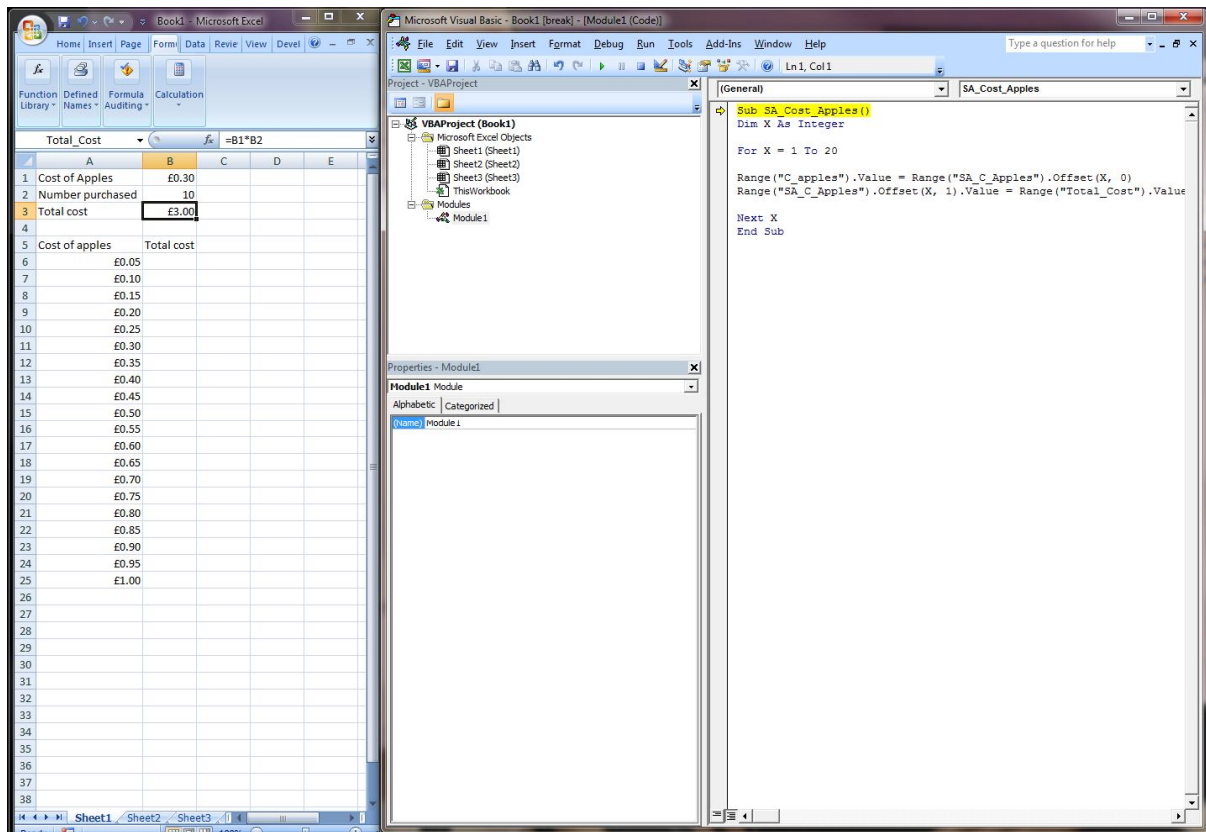 Book1 - Microsoft Excel
Home Insert Page Form Data Revie View Devel
Function Library
Defined Names
Formula Auditing
Calculation
Total_Cost fx =B1*B2
A B C D E
1 Cost of Apples £0.30
2 Number purchased 10
3 Total cost £3.00
4
5 Cost of apples Total cost
6 £0.05
7 £0.10
8 £0.15
9 £0.20
10 £0.25
11 £0.30
12 £0.35
13 £0.40
14 £0.45
15 £0.50
16 £0.55
17 £0.60
18 £0.65
19 £0.70
20 £0.75
21 £0.80
22 £0.85
23 £0.90
24 £0.95
25 £1.00
26
27
28
29
30
31
32
33
34
35
36
37
38
Sheet1 Sheet2 Sheet3
Microsoft Visual Basic - Book1 [break] - [Module1 (Code)]
File Edit View Insert Format Debug Run Tools Add-Ins Window Help Type a question for help
Ln 1, Col 1
Project - VBAProject
VBAProject (Book1)
Microsoft Excel Objects
Sheet1 (Sheet1)
Sheet2 (Sheet2)
Sheet3 (Sheet3)
ThisWorkbook
Modules
Module1
Properties - Module1
Module1 Module
Alphabetic Categorized
(Name) Module1
(General) SA_Cost_Apples
Sub SA_Cost_Apples()
Dim X As Integer
For X = 1 To 20
Range("C_apples").Value = Range("SA_C_Apples").Offset(X, 0)
Range("SA_C_Apples").Offset(X, 1).Value = Range("Total_Cost").Value
Next X
End Sub